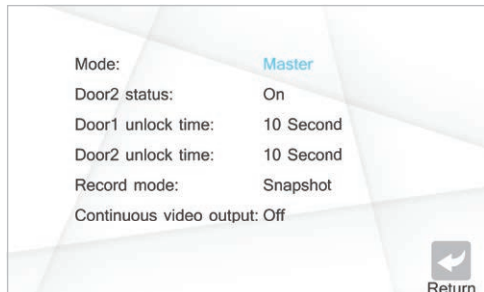 Mode: Master
Door2 status: On
Door1 unlock time: 10 Second
Door2 unlock time: 10 Second
Record mode: Snapshot
Continuous video output: Off
Return